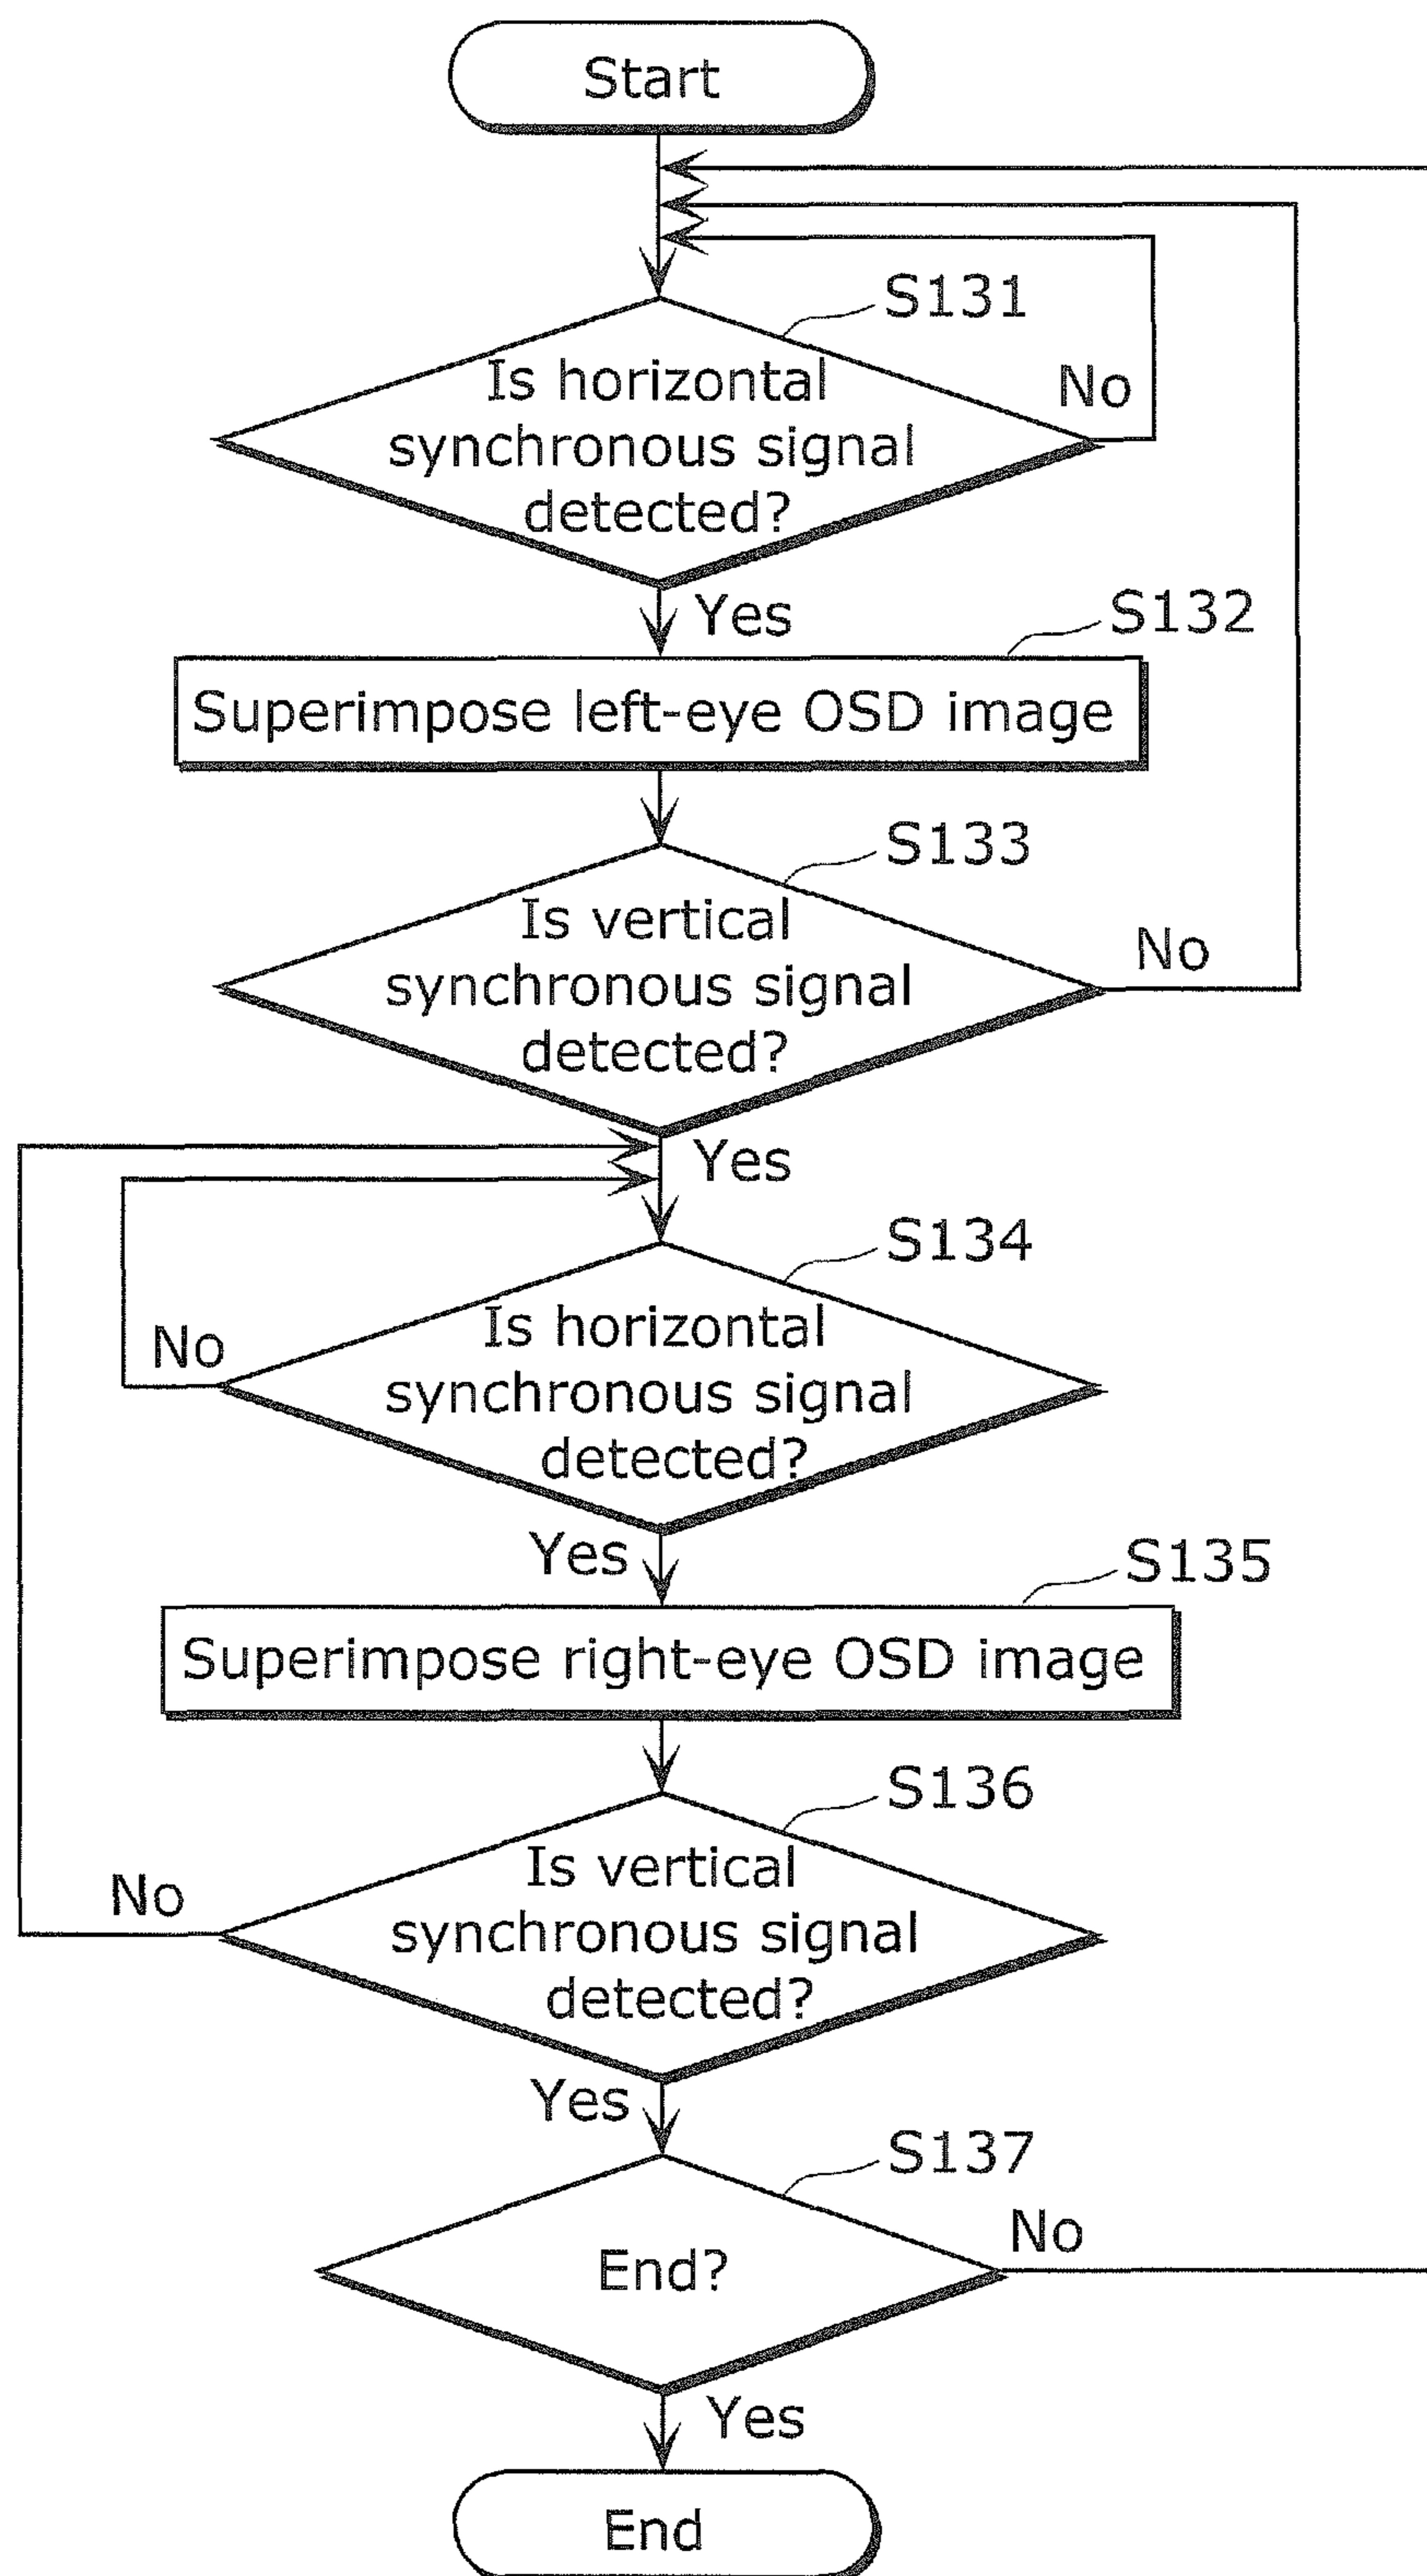 Start
S131
Is horizontal
synchronous signal
detected?
No
Yes
S132
Superimpose left-eye OSD image
S133
Is vertical
synchronous signal
detected?
No
Yes
S134
Is horizontal
synchronous signal
detected?
No
Yes
S135
Superimpose right-eye OSD image
S136
Is vertical
synchronous signal
detected?
No
Yes
S137
End?
No
Yes
End